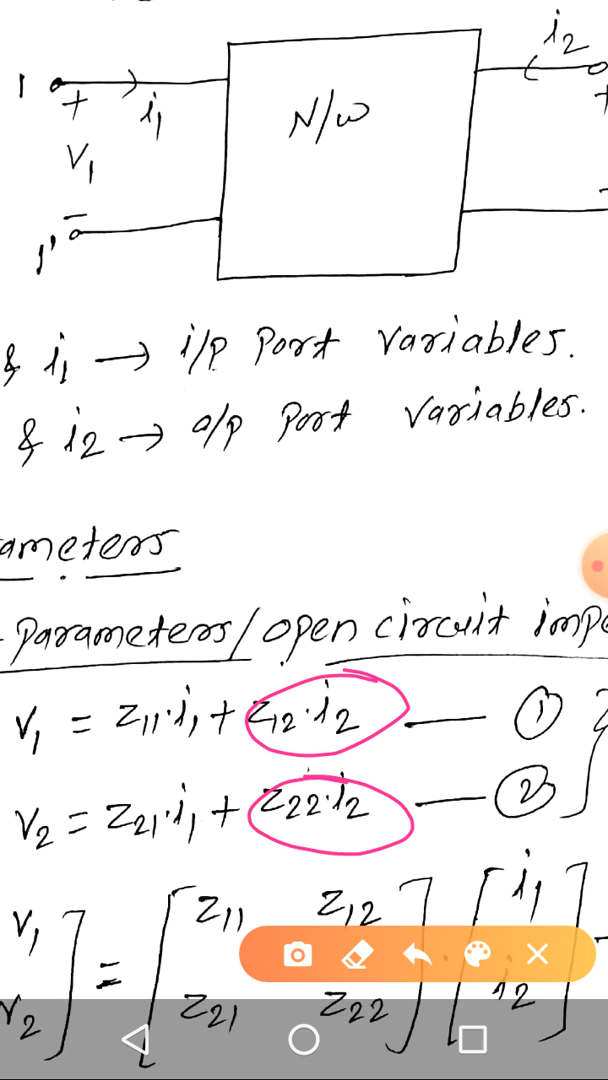 i2
1 + i1 +
N/W
V1
-
1'
& i1 → i/p Port Variables.
& i2 → o/p Port Variables.
ameters
- Parameters/open circuit impe
V1 = Z11·i1 + Z12·i2 — ①
V2 = Z21·i1 + Z22·i2 — ②
V1 Z11 Z12 i1
=
V2 Z21 Z22 i2